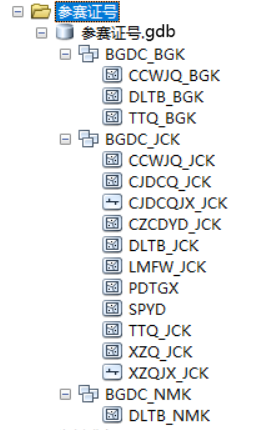 参赛证号
参赛证号.gdb
BGDC_BGK
CCWJQ_BGK
DLTB_BGK
TTQ_BGK
BGDC_JCK
CCWJQ_JCK
CJDCQ_JCK
CJDCQJX_JCK
CZCDYD_JCK
DLTB_JCK
LMFW_JCK
PDTGX
SPYD
TTQ_JCK
XZQ_JCK
XZQJX_JCK
BGDC_NMK
DLTB_NMK